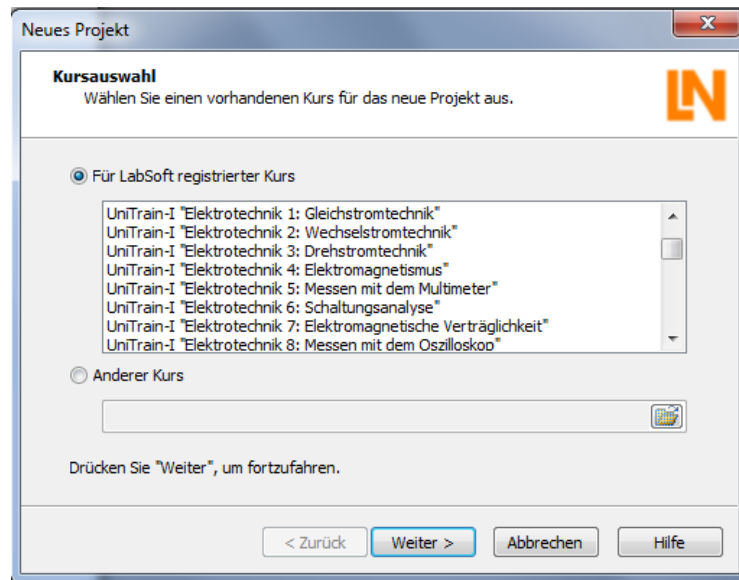 Neues Projekt
Kursauswahl
Wählen Sie einen vorhandenen Kurs für das neue Projekt aus.
LN
Für LabSoft registrierter Kurs
UniTrain-I "Elektrotechnik 1: Gleichstromtechnik"
UniTrain-I "Elektrotechnik 2: Wechselstromtechnik"
UniTrain-I "Elektrotechnik 3: Drehstromtechnik"
UniTrain-I "Elektrotechnik 4: Elektromagnetismus"
UniTrain-I "Elektrotechnik 5: Messen mit dem Multimeter"
UniTrain-I "Elektrotechnik 6: Schaltungsanalyse"
UniTrain-I "Elektrotechnik 7: Elektromagnetische Verträglichkeit"
UniTrain-I "Elektrotechnik 8: Messen mit dem Oszilloskop"
Anderer Kurs
Drücken Sie "Weiter", um fortzufahren.
< Zurück Weiter > Abbrechen Hilfe